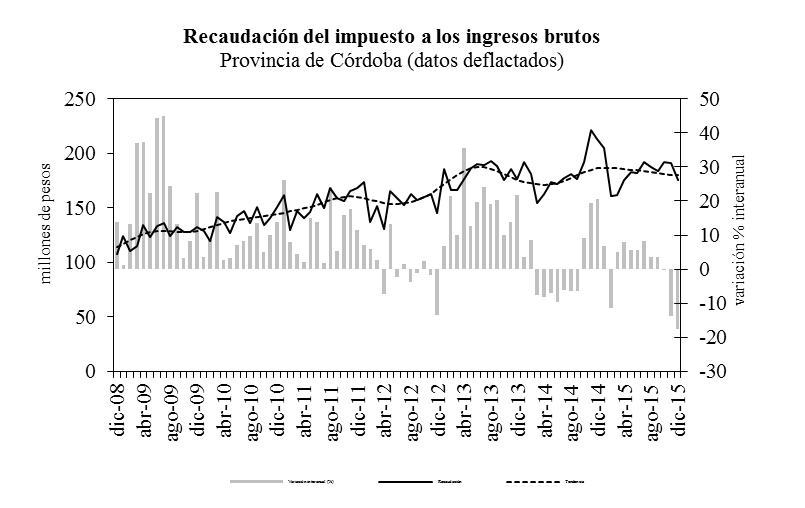 Recaudación del impuesto a los ingresos brutos
Provincia de Córdoba (datos deflactados)
millones de pesos
250
200
150
100
50
0
variación % interanual
50
40
30
20
10
0
-10
-20
-30
dic-08
abr-09
ago-09
dic-09
abr-10
ago-10
dic-10
abr-11
ago-11
dic-11
abr-12
ago-12
dic-12
abr-13
ago-13
dic-13
abr-14
ago-14
dic-14
abr-15
ago-15
dic-15
Variación interanual (%)
Recaudación
Tendencia